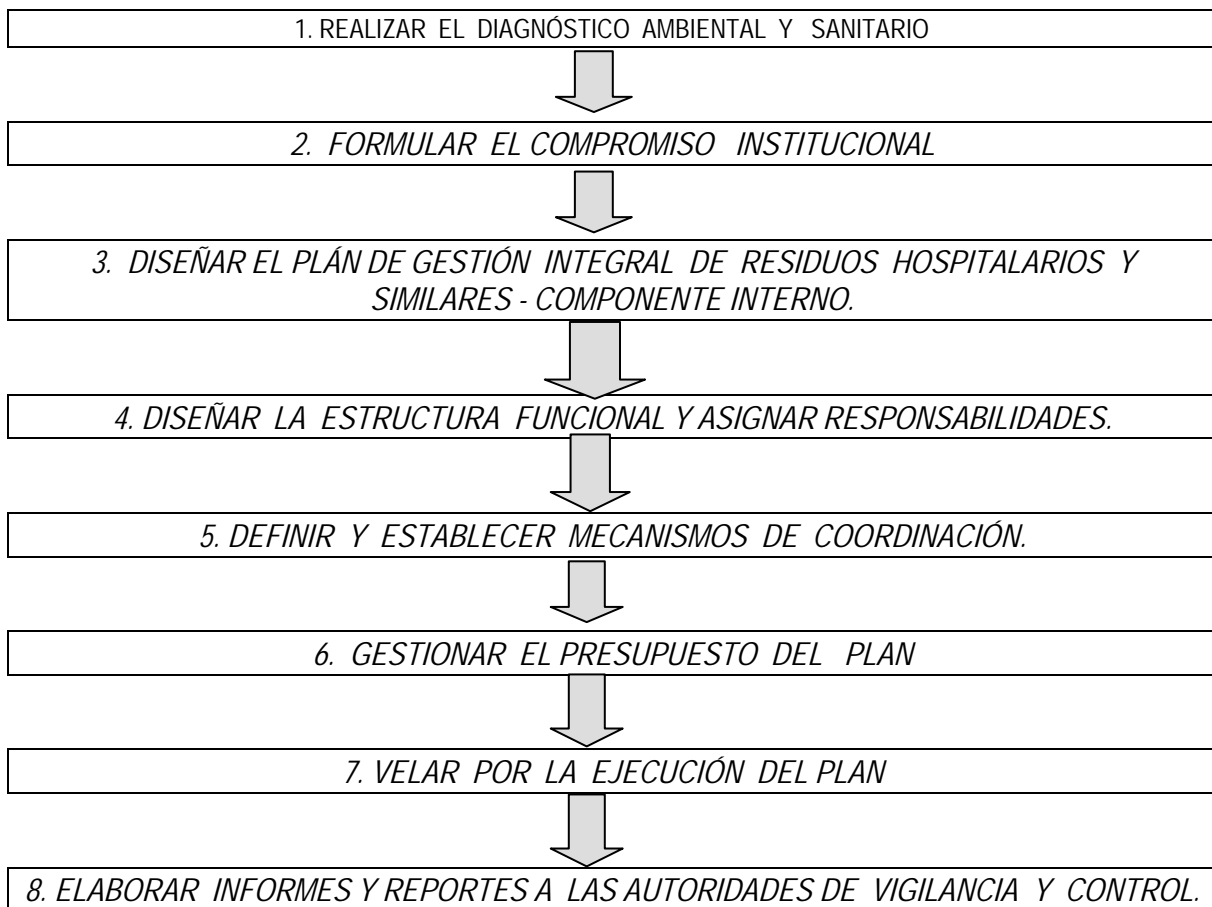 1. REALIZAR EL DIAGNÓSTICO AMBIENTAL Y SANITARIO
2. FORMULAR EL COMPROMISO INSTITUCIONAL
3. DISEÑAR EL PLÁN DE GESTIÓN INTEGRAL DE RESIDUOS HOSPITALARIOS Y
SIMILARES - COMPONENTE INTERNO.
4. DISEÑAR LA ESTRUCTURA FUNCIONAL Y ASIGNAR RESPONSABILIDADES.
5. DEFINIR Y ESTABLECER MECANISMOS DE COORDINACIÓN.
6. GESTIONAR EL PRESUPUESTO DEL PLAN
7. VELAR POR LA EJECUCIÓN DEL PLAN
8. ELABORAR INFORMES Y REPORTES A LAS AUTORIDADES DE VIGILANCIA Y CONTROL.